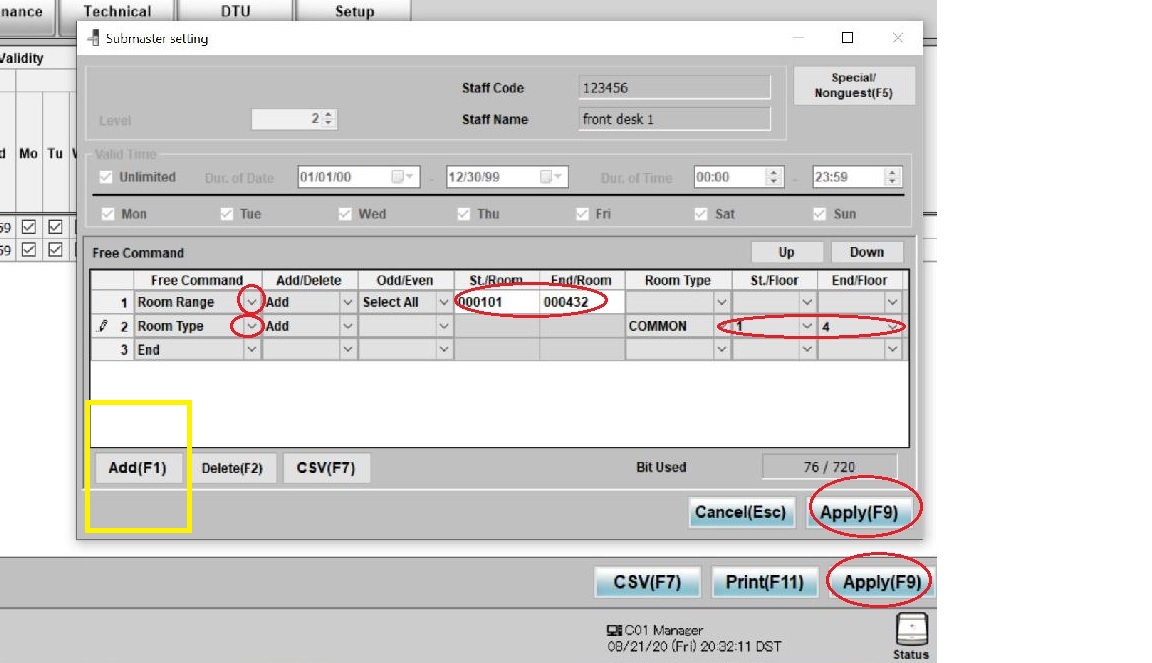 nance Technical DTU Setup
Submaster setting
Validity
Staff Code 123456 Special/
Nonguest(F5)
Level 2 Staff Name front desk 1
d Mo Tu
Valid Time
Unlimited Dur. of Date 01/01/00 - 12/30/99 Dur. of Time 00:00 - 23:59
Mon Tue Wed Thu Fri Sat Sun
59
59
Free Command Up Down
Free Command Add/Delete Odd/Even St./Room End/Room Room Type St./Floor End/Floor
1 Room Range Add Select All 000101 000432
2 Room Type Add COMMON 1 4
3 End
Add(F1) Delete(F2) CSV(F7) Bit Used 76 / 720
Cancel(Esc) Apply(F9)
CSV(F7) Print(F11) Apply(F9)
C01 Manager
08/21/20 (Fri) 20:32:11 DST
Status